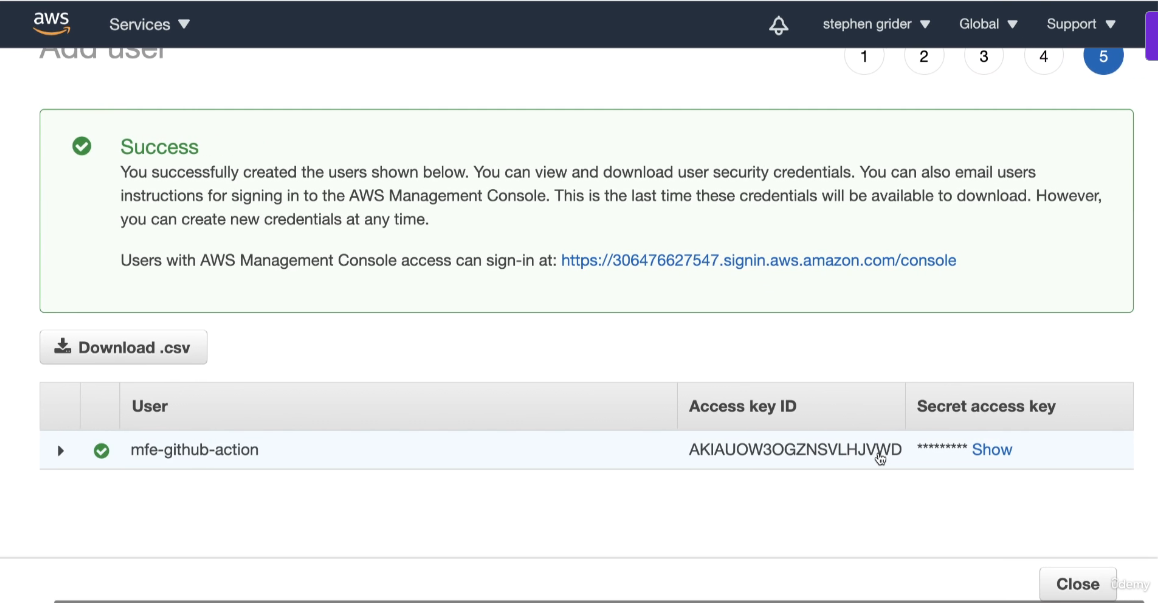 aws Services stephen grider Global Support
Add user 1 2 3 4 5
Success
You successfully created the users shown below. You can view and download user security credentials. You can also email users
instructions for signing in to the AWS Management Console. This is the last time these credentials will be available to download. However,
you can create new credentials at any time.
Users with AWS Management Console access can sign-in at: https://306476627547.signin.aws.amazon.com/console
Download .csv
User Access key ID Secret access key
mfe-github-action AKIAUOW3OGZNSVLHJVWD ********* Show
Close
ûdemy